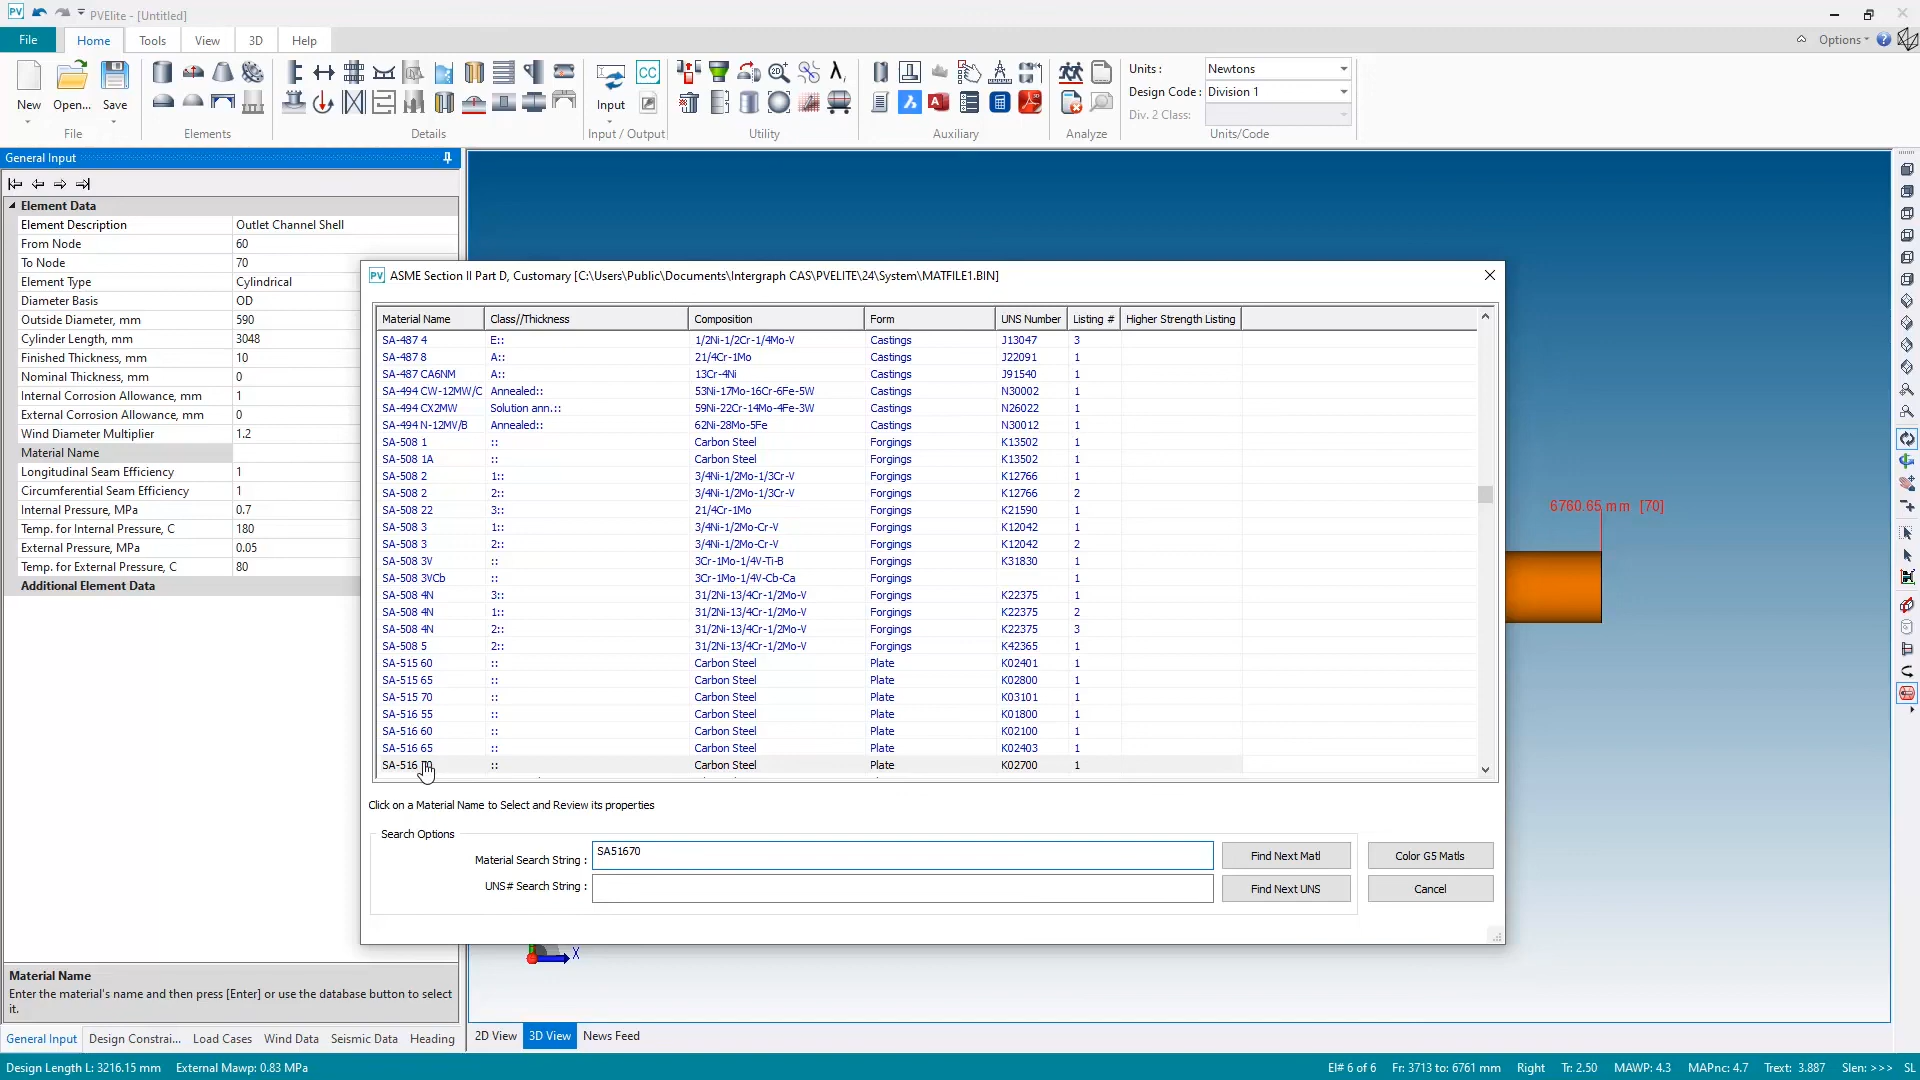 PVElite - [Untitled]
File
Home
Tools
View
3D
Help
Options
New
Open...
Save
Input
CC
Units :
Newtons
Design Code :
Division 1
Div. 2 Class:
File
Elements
Details
Input / Output
Utility
Auxiliary
Analyze
Units/Code
General Input
Element Data
Element Description Outlet Channel Shell
From Node 60
To Node 70
Element Type Cylindrical
Diameter Basis OD
Outside Diameter, mm 590
Cylinder Length, mm 3048
Finished Thickness, mm 10
Nominal Thickness, mm 0
Internal Corrosion Allowance, mm 1
External Corrosion Allowance, mm 0
Wind Diameter Multiplier 1.2
Material Name
Longitudinal Seam Efficiency 1
Circumferential Seam Efficiency 1
Internal Pressure, MPa 0.7
Temp. for Internal Pressure, C 180
External Pressure, MPa 0.05
Temp. for External Pressure, C 80
Additional Element Data
PV ASME Section II Part D, Customary [C:\Users\Public\Documents\Intergraph CAS\PVELITE\24\System\MATFILE1.BIN]
Material Name Class//Thickness Composition Form UNS Number Listing # Higher Strength Listing
SA-487 4 E:: 1/2Ni-1/2Cr-1/4Mo-V Castings J13047 3
SA-487 8 A:: 21/4Cr-1Mo Castings J22091 1
SA-487 CA6NM A:: 13Cr-4Ni Castings J91540 1
SA-494 CW-12MW/C Annealed:: 53Ni-17Mo-16Cr-6Fe-5W Castings N30002 1
SA-494 CX2MW Solution ann.:: 59Ni-22Cr-14Mo-4Fe-3W Castings N26022 1
SA-494 N-12MV/B Annealed:: 62Ni-28Mo-5Fe Castings N30012 1
SA-508 1 :: Carbon Steel Forgings K13502 1
SA-508 1A :: Carbon Steel Forgings K13502 1
SA-508 2 1:: 3/4Ni-1/2Mo-1/3Cr-V Forgings K12766 1
SA-508 2 2:: 3/4Ni-1/2Mo-1/3Cr-V Forgings K12766 2
SA-508 22 3:: 21/4Cr-1Mo Forgings K21590 1
SA-508 3 1:: 3/4Ni-1/2Mo-Cr-V Forgings K12042 1
SA-508 3 2:: 3/4Ni-1/2Mo-Cr-V Forgings K12042 2
SA-508 3V :: 3Cr-1Mo-1/4V-Ti-B Forgings K31830 1
SA-508 3VCb :: 3Cr-1Mo-1/4V-Cb-Ca Forgings 1
SA-508 4N 3:: 31/2Ni-13/4Cr-1/2Mo-V Forgings K22375 1
SA-508 4N 1:: 31/2Ni-13/4Cr-1/2Mo-V Forgings K22375 2
SA-508 4N 2:: 31/2Ni-13/4Cr-1/2Mo-V Forgings K22375 3
SA-508 5 2:: 31/2Ni-13/4Cr-1/2Mo-V Forgings K42365 1
SA-515 60 :: Carbon Steel Plate K02401 1
SA-515 65 :: Carbon Steel Plate K02800 1
SA-515 70 :: Carbon Steel Plate K03101 1
SA-516 55 :: Carbon Steel Plate K01800 1
SA-516 60 :: Carbon Steel Plate K02100 1
SA-516 65 :: Carbon Steel Plate K02403 1
SA-516 :: Carbon Steel Plate K02700 1
Click on a Material Name to Select and Review its properties
Search Options
Material Search String : SA51670 Find Next Matl Color G5 Matls
UNS# Search String : Find Next UNS Cancel
6760.65 mm [70]
X
Material Name
Enter the material's name and then press [Enter] or use the database button to select
it.
General Input Design Constrai... Load Cases Wind Data Seismic Data Heading
2D View 3D View News Feed
Design Length L: 3216.15 mm External Mawp: 0.83 MPa El# 6 of 6 Fr: 3713 to: 6761 mm Right Tr: 2.50 MAWP: 4.3 MAPnc: 4.7 Trext: 3.887 Slen: >>> SL